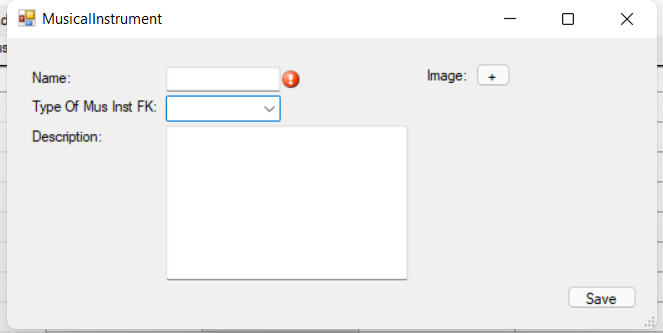 MusicalInstrument
Name:
Image: +
Type Of Mus Inst FK:
Description:
Save